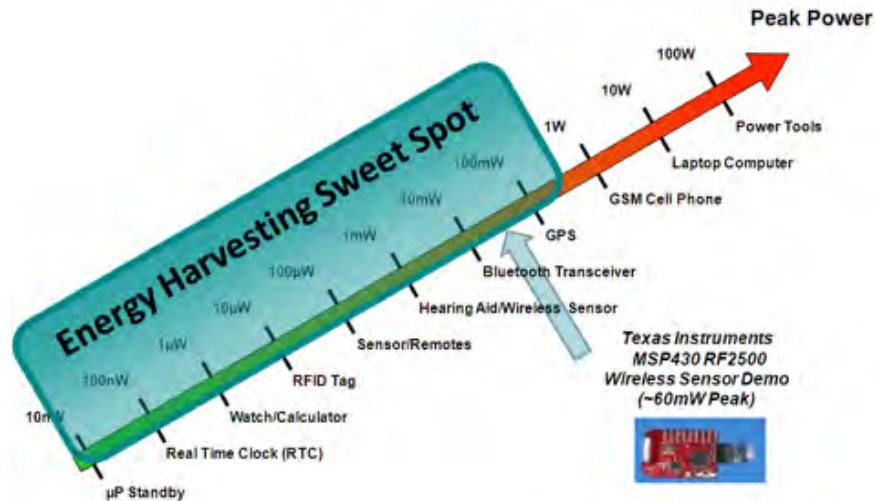 Peak Power
100W
10W
1W
100mW
10mW
1mW
100µW
10µW
1µW
100nW
10nW
Energy Harvesting Sweet Spot
Power Tools
Laptop Computer
GSM Cell Phone
GPS
Bluetooth Transceiver
Hearing Aid/Wireless Sensor
Sensor/Remotes
RFID Tag
Watch/Calculator
Real Time Clock (RTC)
µP Standby
Texas Instruments
MSP430 RF2500
Wireless Sensor Demo
(~60mW Peak)